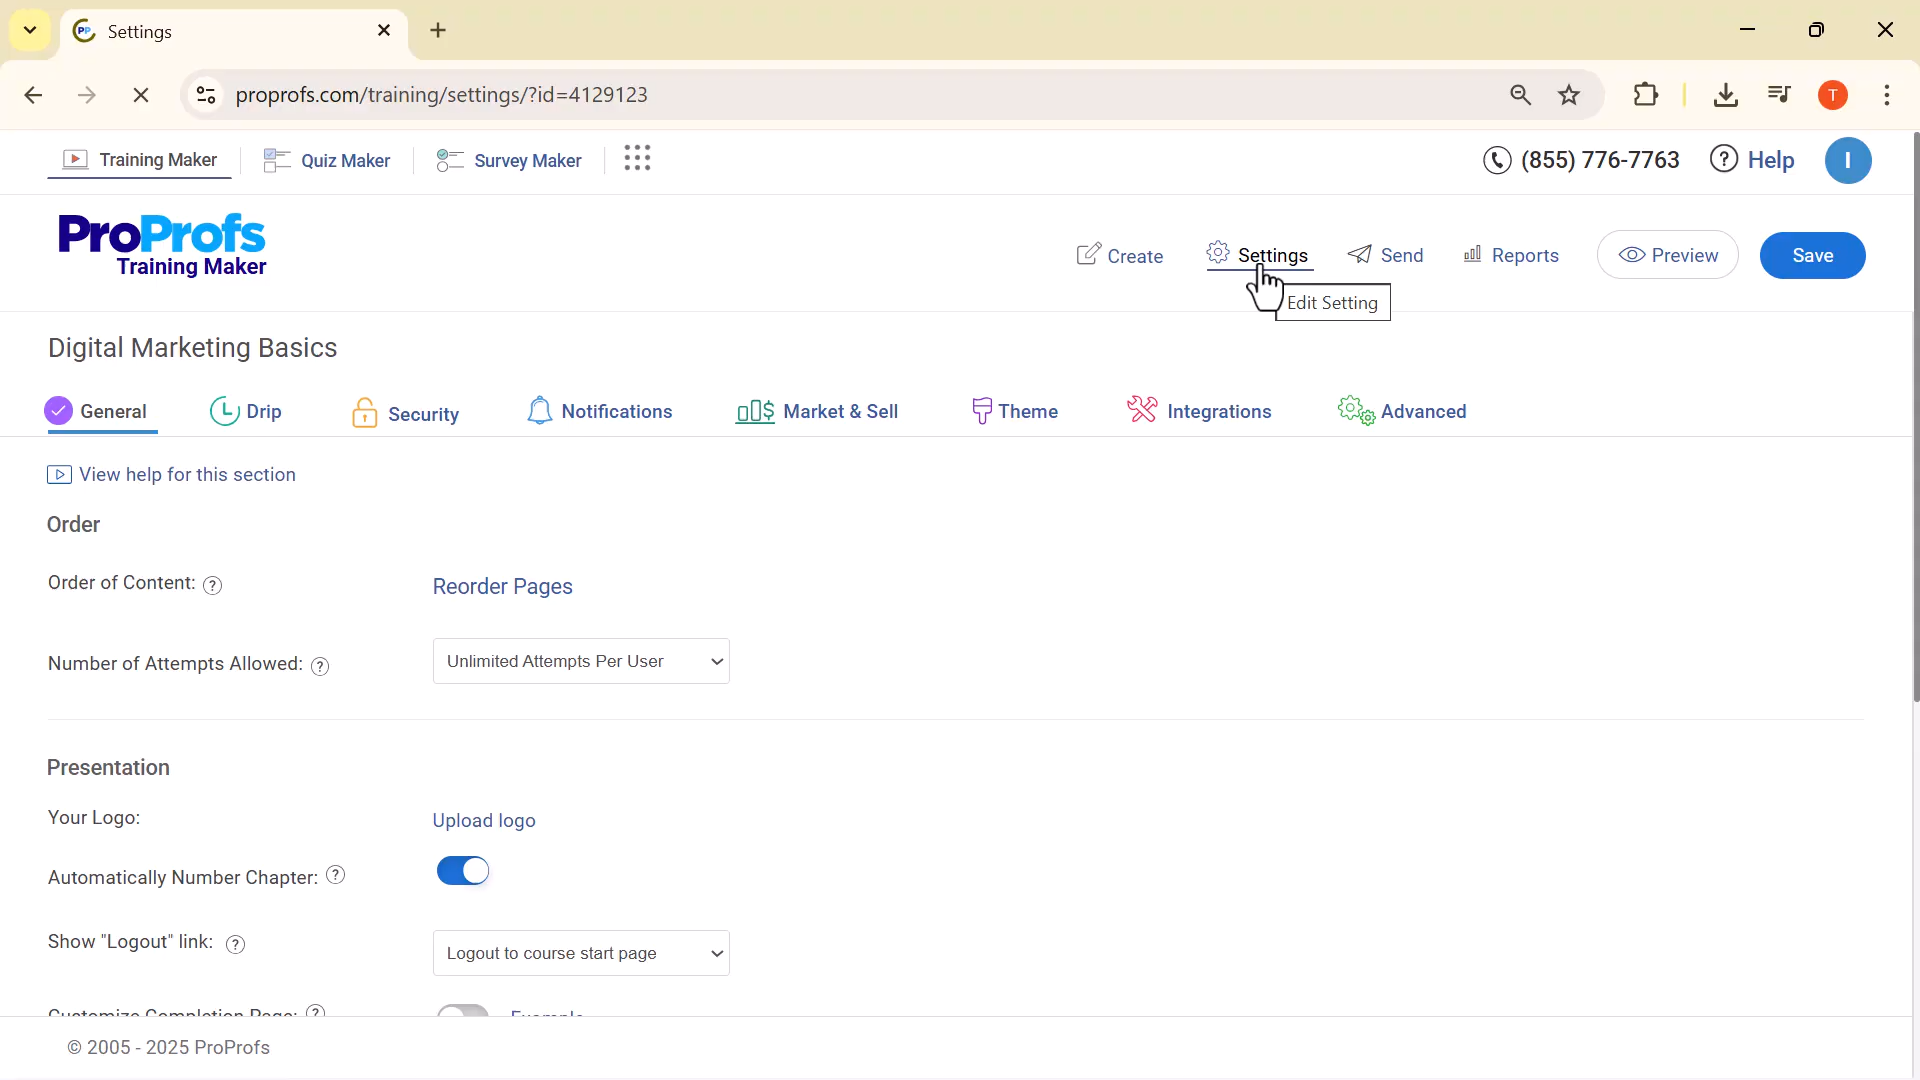 Settings
proprofs.com/training/settings/?id=4129123
T
Training Maker
Quiz Maker
Survey Maker
(855) 776-7763
? Help
I
ProProfs
Training Maker
Create
Settings
Send
Reports
Preview
Save
Edit Setting
Digital Marketing Basics
General
Drip
Security
Notifications
Market & Sell
Theme
Integrations
Advanced
View help for this section
Order
Order of Content: ?
Reorder Pages
Number of Attempts Allowed: ?
Unlimited Attempts Per User
Presentation
Your Logo:
Upload logo
Automatically Number Chapter: ?
Show "Logout" link: ?
Logout to course start page
Customize Completion Page: ?
Example
© 2005 - 2025 ProProfs